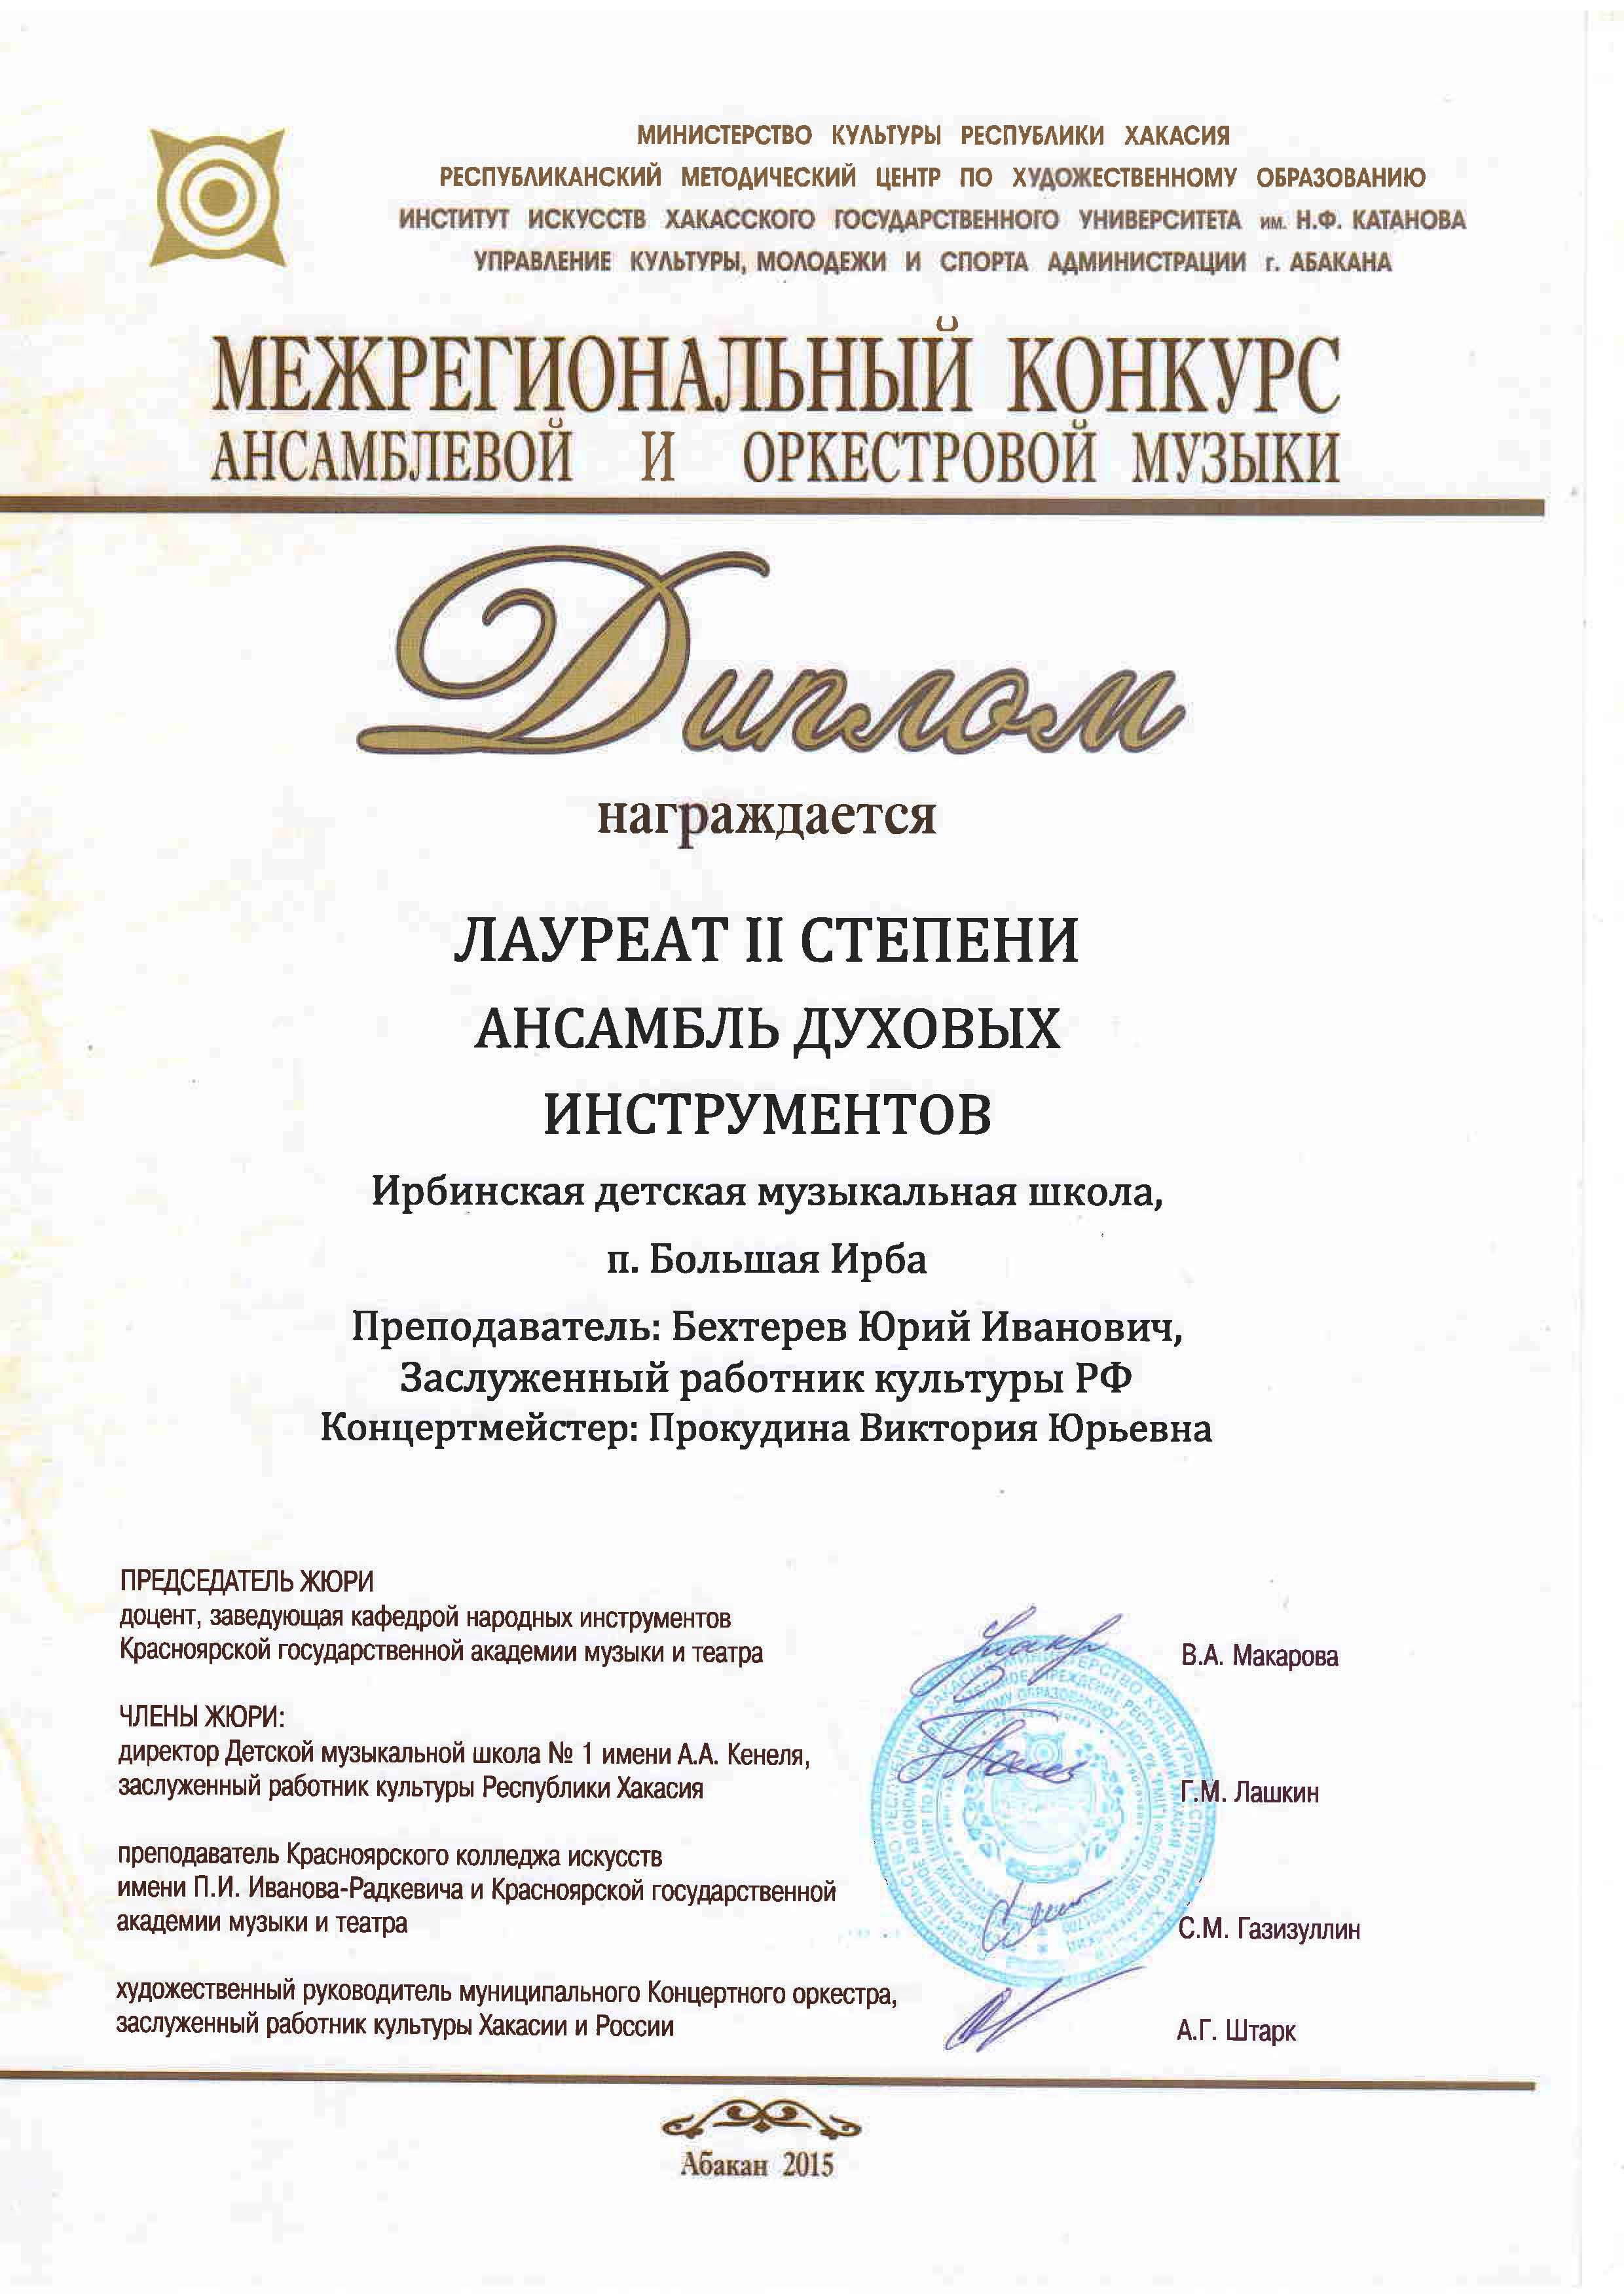 МИНИСТЕРСТВО КУЛЬТУРЫ РЕСПУБЛИКИ ХАКАСИЯ
РЕСПУБЛИКАНСКИЙ МЕТОДИЧЕСКИЙ ЦЕНТР ПО ХУДОЖЕСТВЕННОМУ ОБРАЗОВАНИЮ
ИНСТИТУТ ИСКУССТВ ХАКАССКОГО ГОСУДАРСТВЕННОГО УНИВЕРСИТЕТА им. Н.Ф. КАТАНОВА
УПРАВЛЕНИЕ КУЛЬТУРЫ, МОЛОДЕЖИ И СПОРТА АДМИНИСТРАЦИИ г. АБАКАНА
МЕЖРЕГИОНАЛЬНЫЙ КОНКУРС
АНСАМБЛЕВОЙ И ОРКЕСТРОВОЙ МУЗЫКИ
Диплом
награждается
ЛАУРЕАТ II СТЕПЕНИ
АНСАМБЛЬ ДУХОВЫХ
ИНСТРУМЕНТОВ
Ирбинская детская музыкальная школа,
п. Большая Ирба
Преподаватель: Бехтерев Юрий Иванович,
Заслуженный работник культуры РФ
Концертмейстер: Прокудина Виктория Юрьевна
ПРЕДСЕДАТЕЛЬ ЖЮРИ
доцент, заведующая кафедрой народных инструментов
Красноярской государственной академии музыки и театра
В.А. Макарова
ЧЛЕНЫ ЖЮРИ:
директор Детской музыкальной школа № 1 имени А.А. Кенеля,
заслуженный работник культуры Республики Хакасия
Г.М. Лашкин
преподаватель Красноярского колледжа искусств
имени П.И. Иванова-Радкевича и Красноярской государственной
академии музыки и театра
С.М. Газизуллин
художественный руководитель муниципального Концертного оркестра,
заслуженный работник культуры Хакасии и России
А.Г. Штарк
Абакан 2015